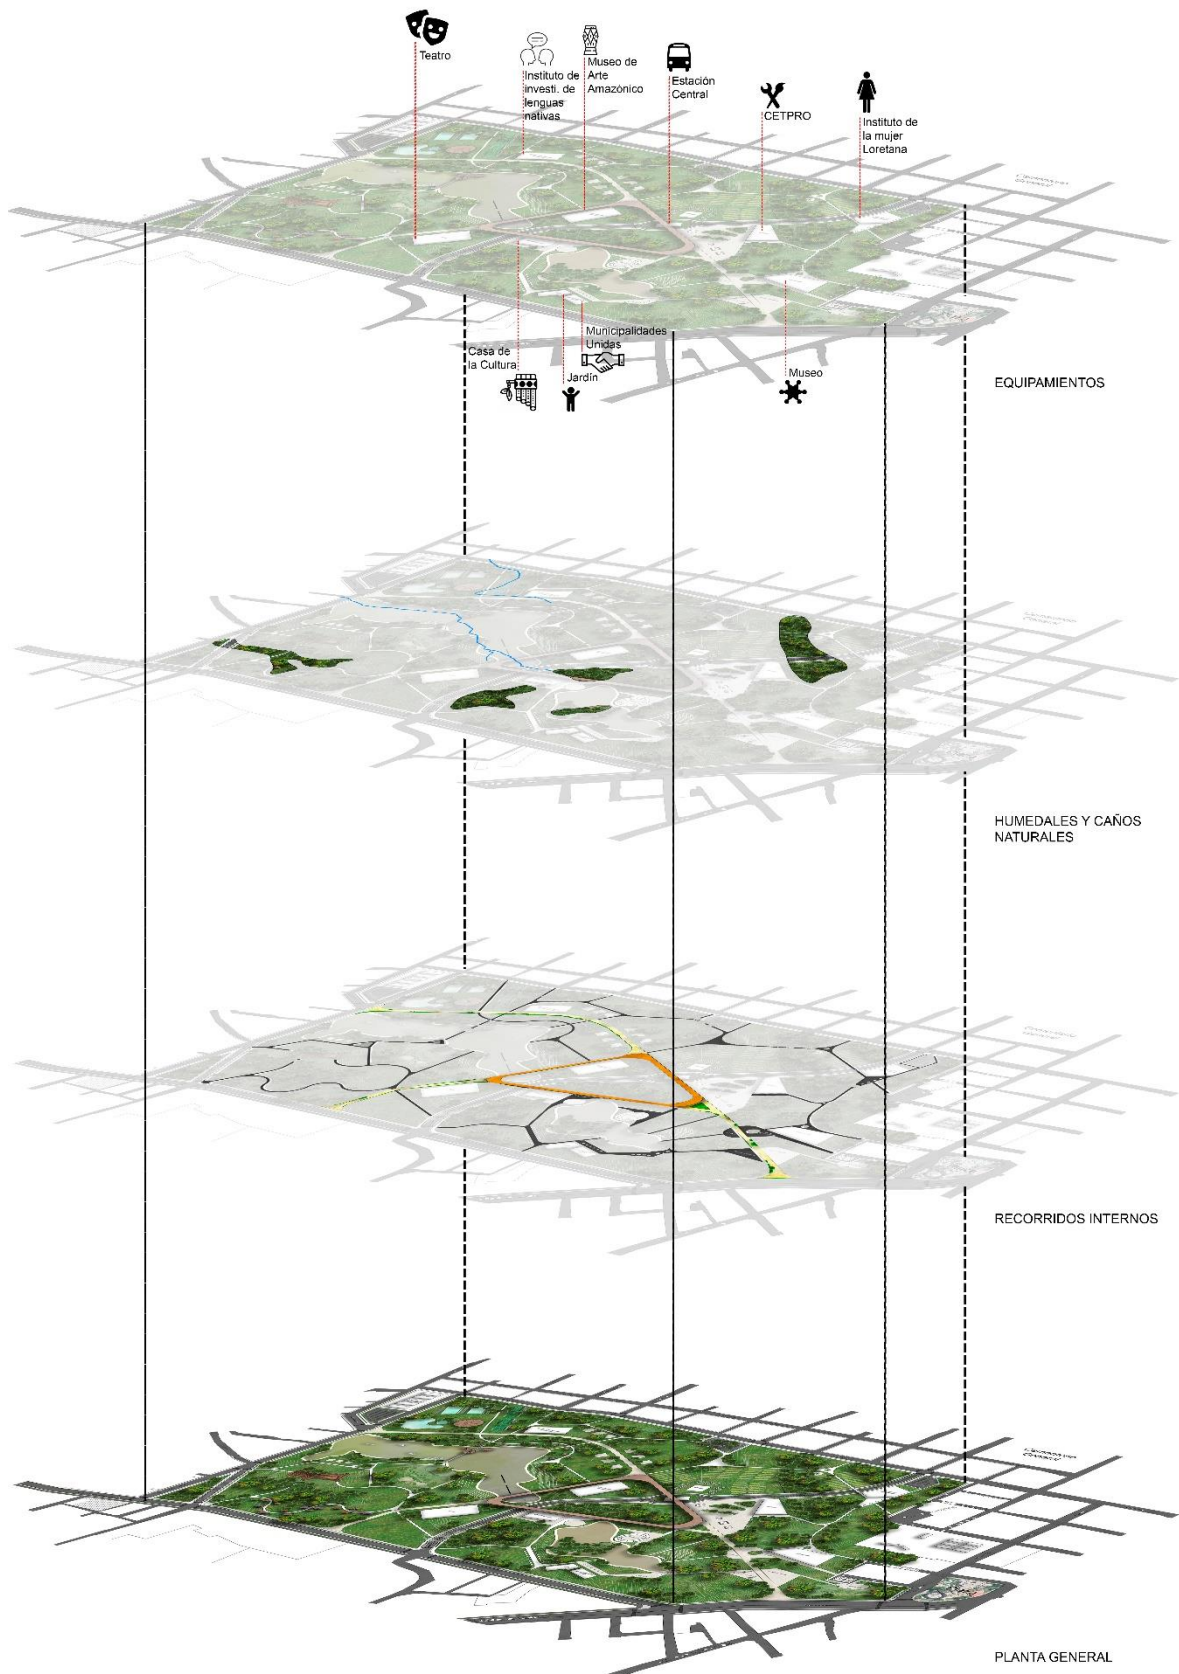 Teatro
Instituto de
investi. de
lenguas
nativas
Museo de
Arte
Amazónico
Estación
Central
CETPRO
Instituto de
la mujer
Loretana
Casa de
la Cultura
Jardín
Municipalidades
Unidas
Museo
EQUIPAMIENTOS
HUMEDALES Y CAÑOS
NATURALES
RECORRIDOS INTERNOS
PLANTA GENERAL